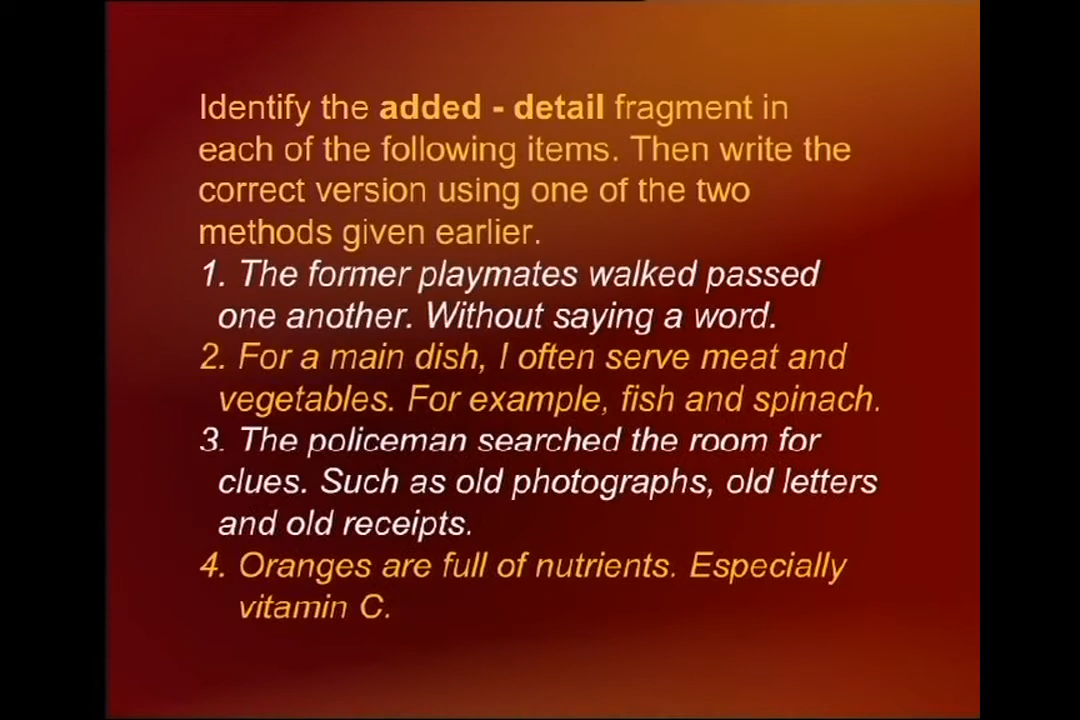 Identify the added - detail fragment in
each of the following items. Then write the
correct version using one of the two
methods given earlier.
1. The former playmates walked passed
one another. Without saying a word.
2. For a main dish, I often serve meat and
vegetables. For example, fish and spinach.
3. The policeman searched the room for
clues. Such as old photographs, old letters
and old receipts.
4. Oranges are full of nutrients. Especially
vitamin C.